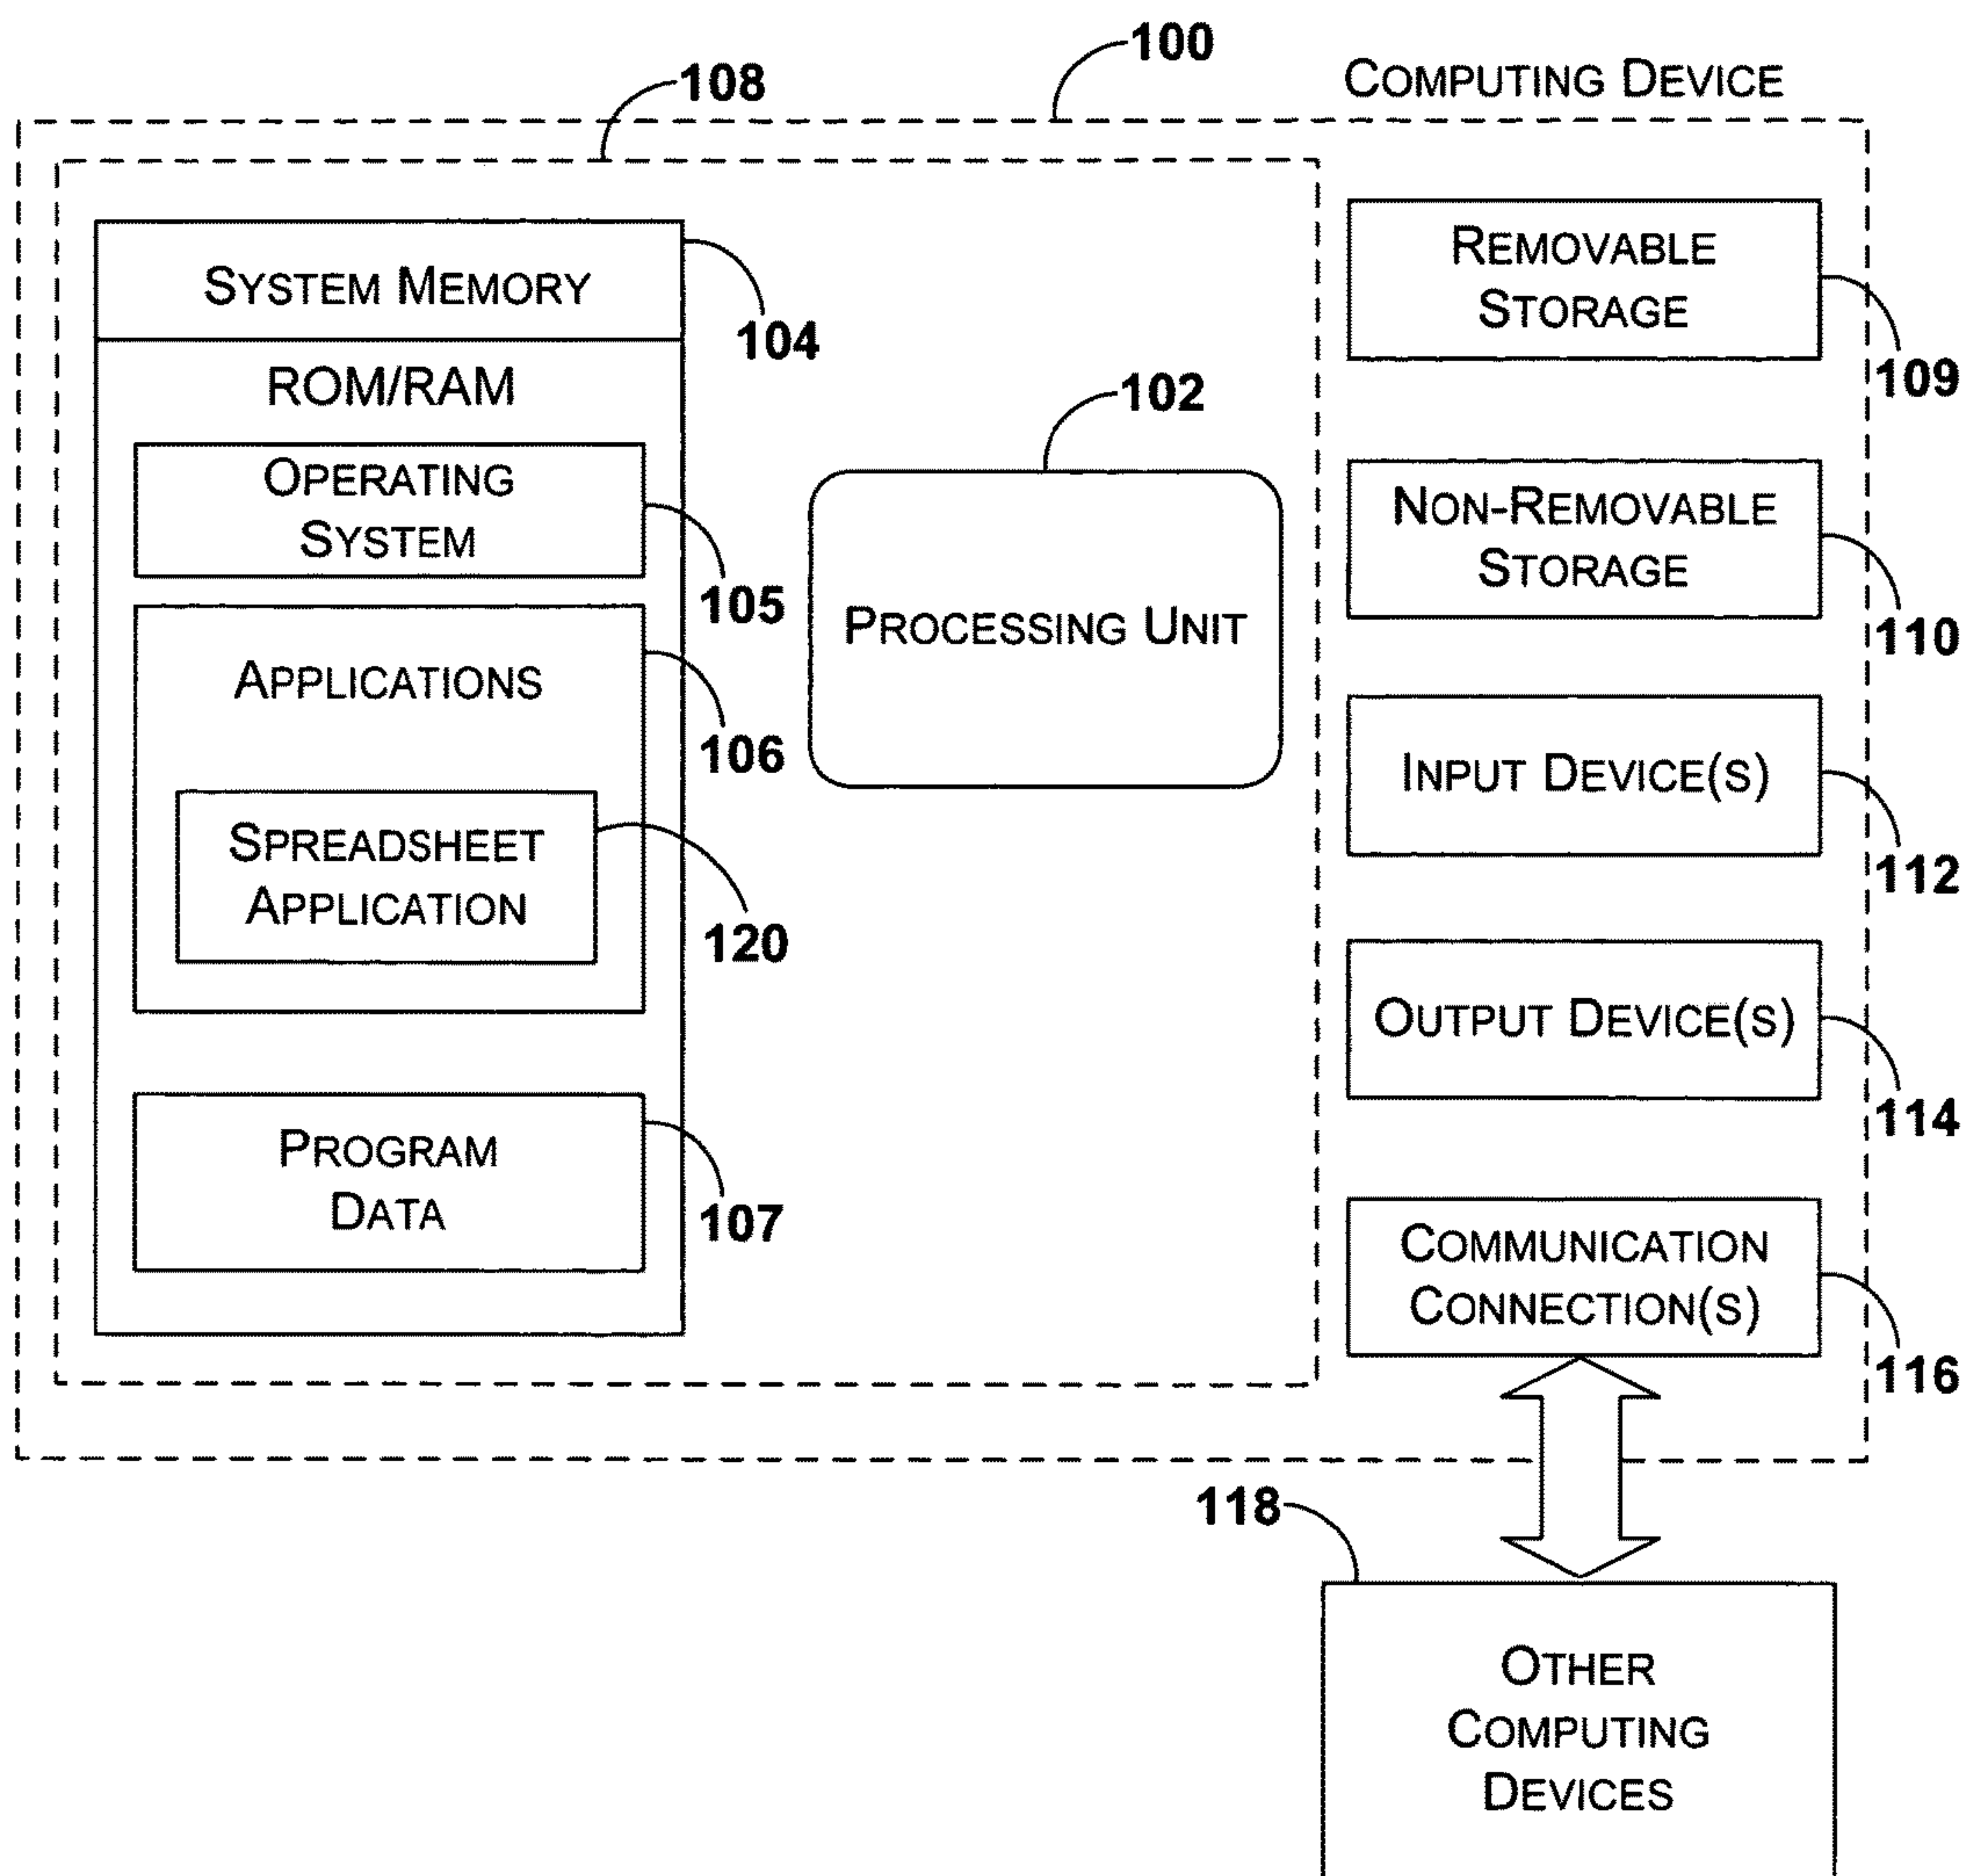 100
COMPUTING DEVICE
108
SYSTEM MEMORY
104
ROM/RAM
OPERATING
SYSTEM
105
APPLICATIONS
106
SPREADSHEET
APPLICATION
120
PROGRAM
DATA
107
102
PROCESSING UNIT
REMOVABLE
STORAGE
109
NON-REMOVABLE
STORAGE
110
INPUT DEVICE(S)
112
OUTPUT DEVICE(S)
114
COMMUNICATION
CONNECTION(S)
116
118
OTHER
COMPUTING
DEVICES